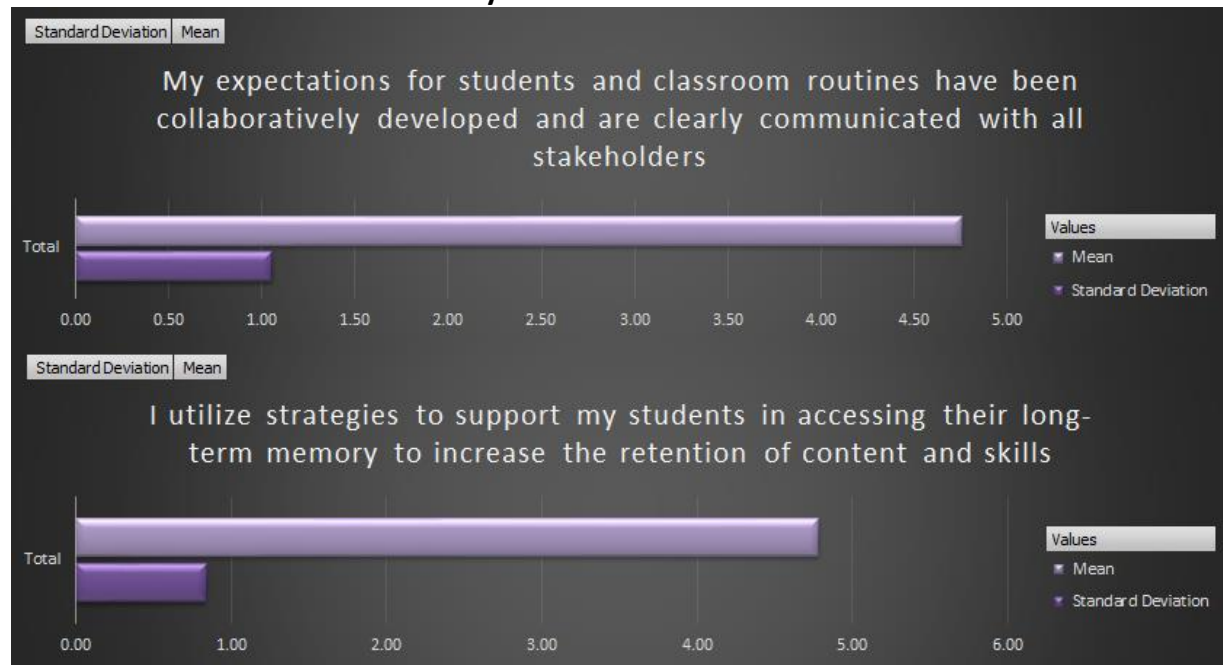 Standard Deviation Mean
My expectations for students and classroom routines have been
collaboratively developed and are clearly communicated with all
stakeholders
Total
Values
Mean
Standard Deviation
0.00 0.50 1.00 1.50 2.00 2.50 3.00 3.50 4.00 4.50 5.00
Standard Deviation Mean
I utilize strategies to support my students in accessing their long-
term memory to increase the retention of content and skills
Total
Values
Mean
Standard Deviation
0.00 1.00 2.00 3.00 4.00 5.00 6.00